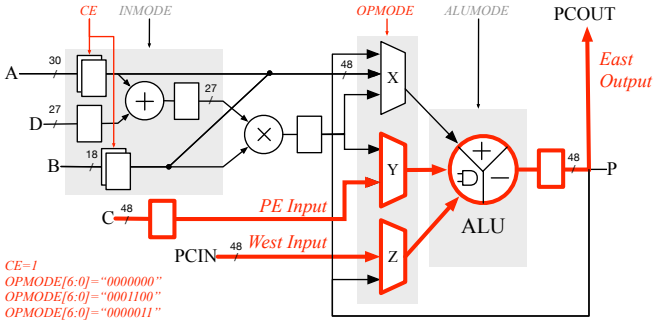 CE
INMODE
OPMODE
ALUMODE
PCOUT
A
30
27
48
X
East
Output
D
27
B
18
Y
48
P
C
48
PE Input
ALU
PCIN
48
West Input
Z
CE=1
OPMODE[6:0]=“0000000”
OPMODE[6:0]=“0001100”
OPMODE[6:0]=“0000011”